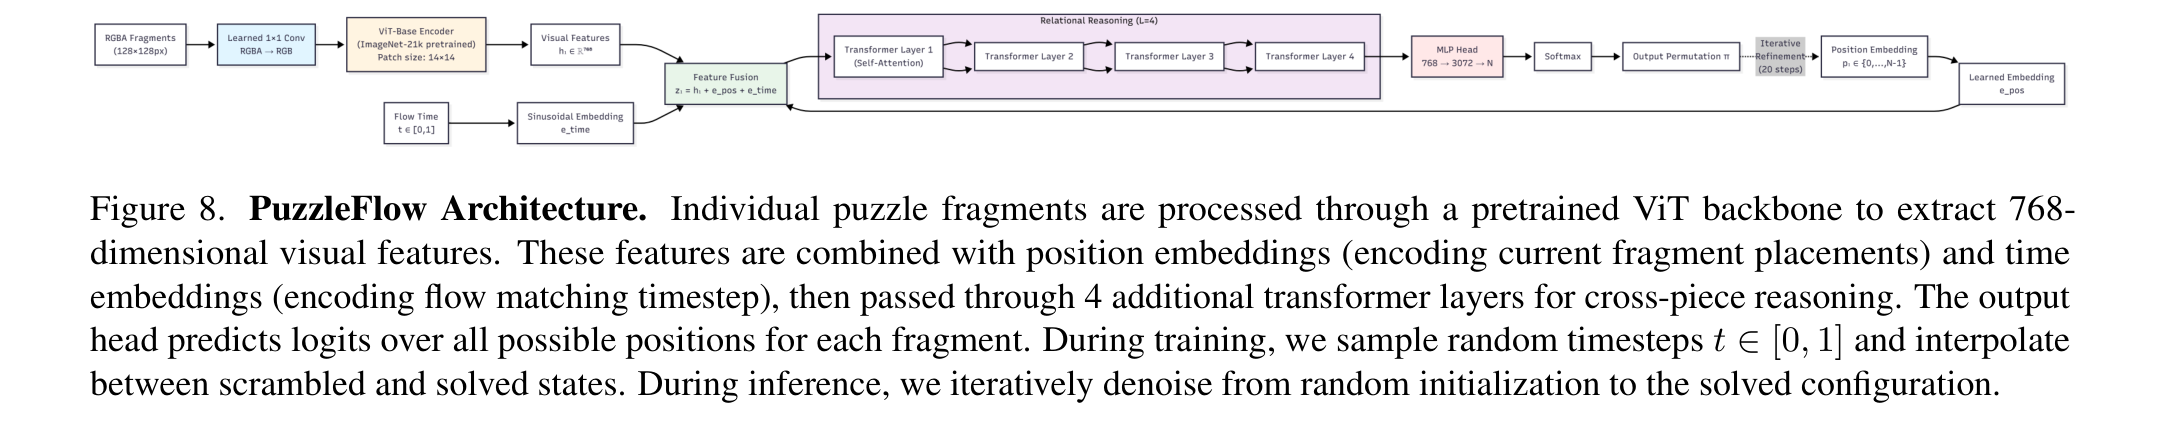 Relational Reasoning (L=4)
RGBA Fragments
(128×128px)
Learned 1×1 Conv
RGBA → RGB
ViT-Base Encoder
(ImageNet-21k pretrained)
Patch size: 14×14
Visual Features
hᵢ ∈ ℝ⁷⁶⁸
Flow Time
t ∈ [0,1]
Sinusoidal Embedding
e_time
Feature Fusion
zᵢ = hᵢ + e_pos + e_time
Transformer Layer 1
(Self-Attention)
Transformer Layer 2
Transformer Layer 3
Transformer Layer 4
MLP Head
768 → 3072 → N
Softmax
Output Permutation π
Iterative
Refinement
(20 steps)
Position Embedding
pᵢ ∈ {0,...,N-1}
Learned Embedding
e_pos
Figure 8. PuzzleFlow Architecture. Individual puzzle fragments are processed through a pretrained ViT backbone to extract 768-
dimensional visual features. These features are combined with position embeddings (encoding current fragment placements) and time
embeddings (encoding flow matching timestep), then passed through 4 additional transformer layers for cross-piece reasoning. The output
head predicts logits over all possible positions for each fragment. During training, we sample random timesteps t ∈ [0, 1] and interpolate
between scrambled and solved states. During inference, we iteratively denoise from random initialization to the solved configuration.